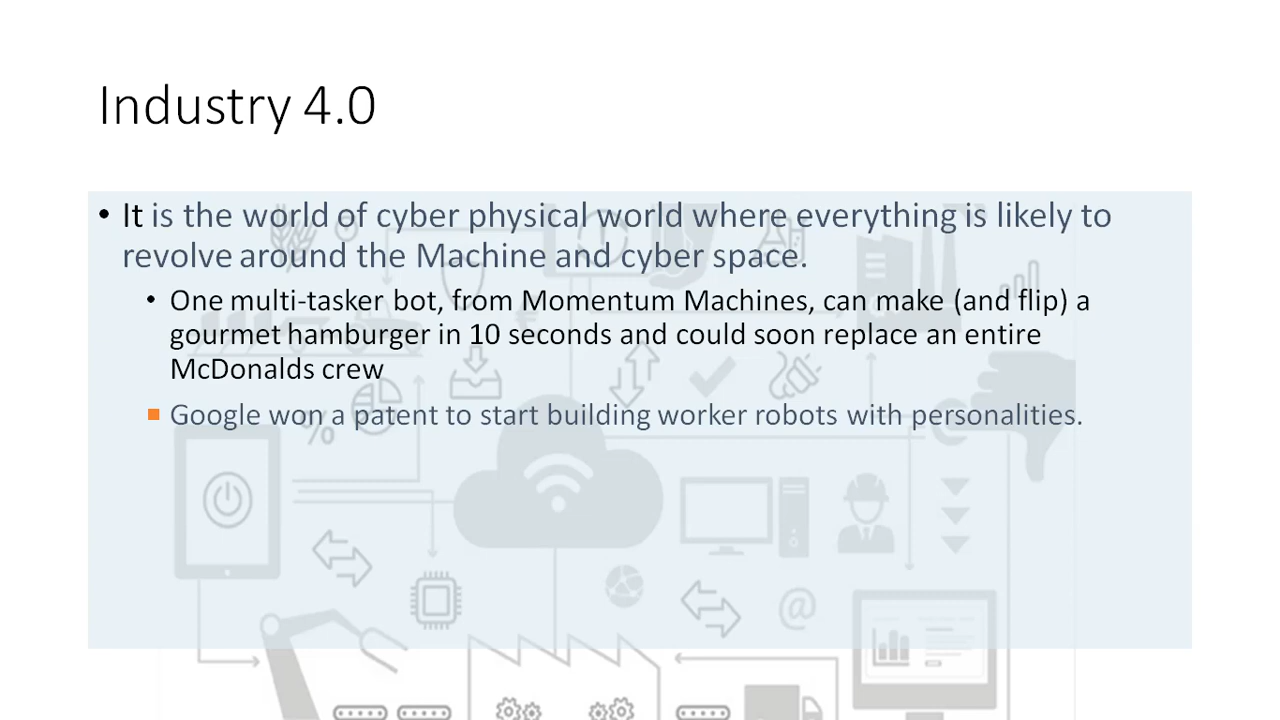 Industry 4.0
• It is the world of cyber physical world where everything is likely to
revolve around the Machine and cyber space.
• One multi-tasker bot, from Momentum Machines, can make (and flip) a
gourmet hamburger in 10 seconds and could soon replace an entire
McDonalds crew
▪ Google won a patent to start building worker robots with personalities.
%
@